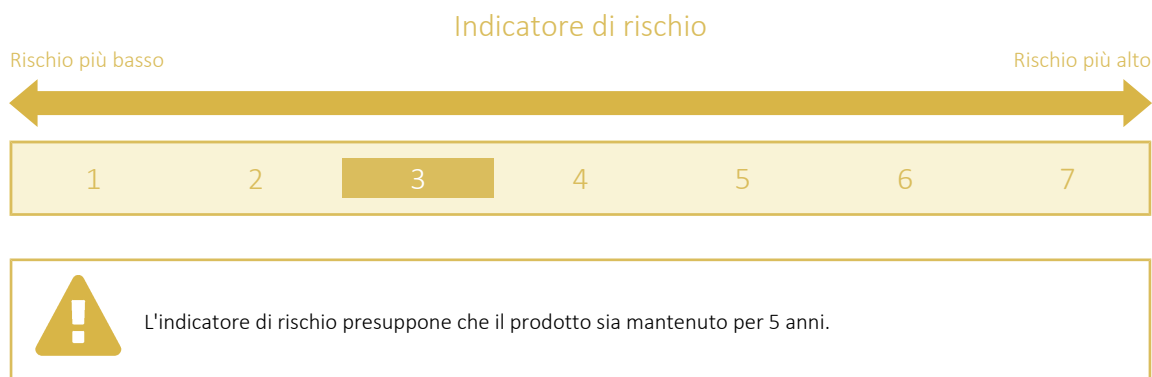 Indicatore di rischio
Rischio più basso Rischio più alto
1 2 3 4 5 6 7
L'indicatore di rischio presuppone che il prodotto sia mantenuto per 5 anni.